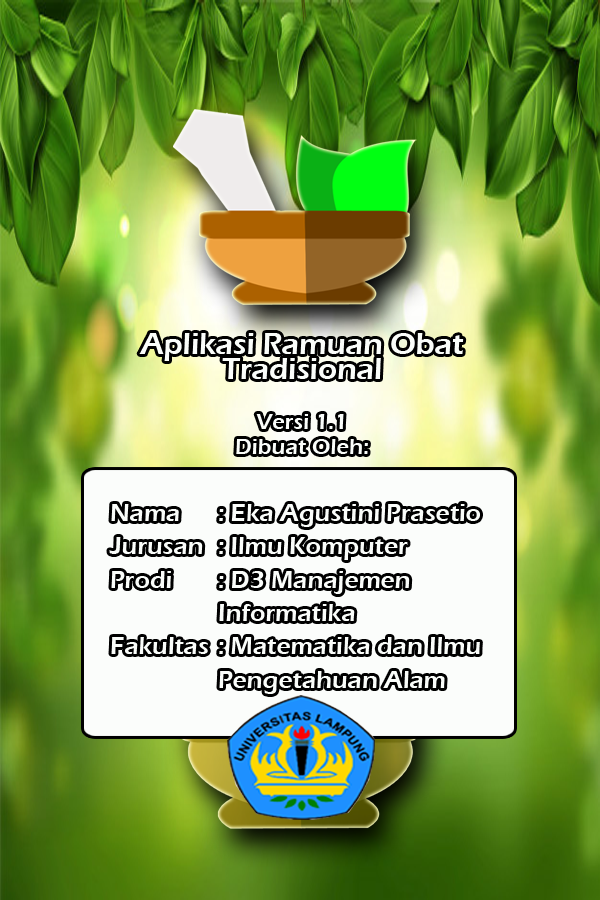 Aplikasi Ramuan Obat
Tradisional
Versi 1.1
Dibuat Oleh:
Nama : Eka Agustini Prasetio
Jurusan : Ilmu Komputer
Prodi : D3 Manajemen
Informatika
Fakultas : Matematika dan Ilmu
Pengetahuan Alam
UNIVERSITAS LAMPUNG